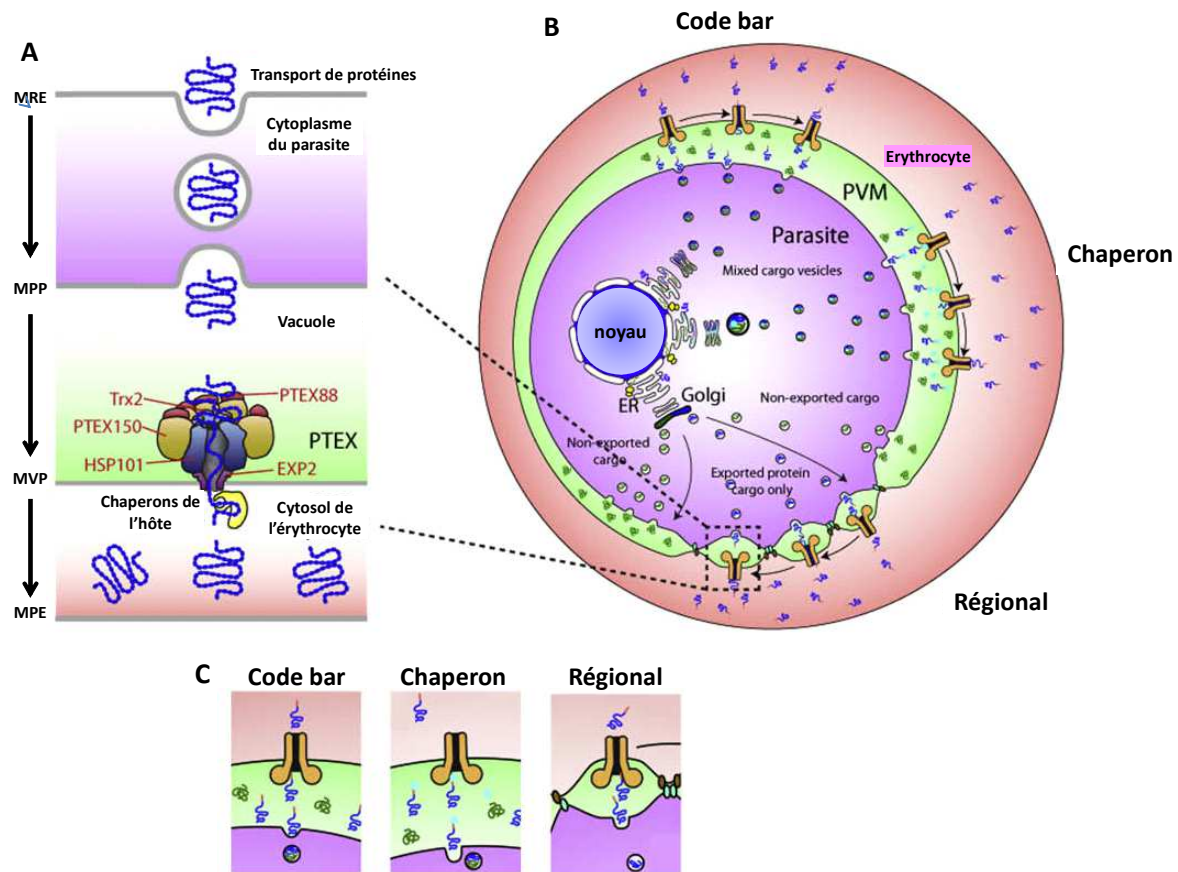 A
Transport de protéines
MRE
Cytoplasme
du parasite
MPP
Vacuole
Trx2
PTEX88
PTEX150
PTEX
HSP101
EXP2
MVP
Chaperons de
l’hôte
Cytosol de
l’érythrocyte
MPE
B
Code bar
Erythrocyte
PVM
Parasite
Chaperon
Mixed cargo vesicles
noyau
ER
Golgi
Non-exported cargo
Non-exported
cargo
Exported protein
cargo only
Régional
C
Code bar
Chaperon
Régional